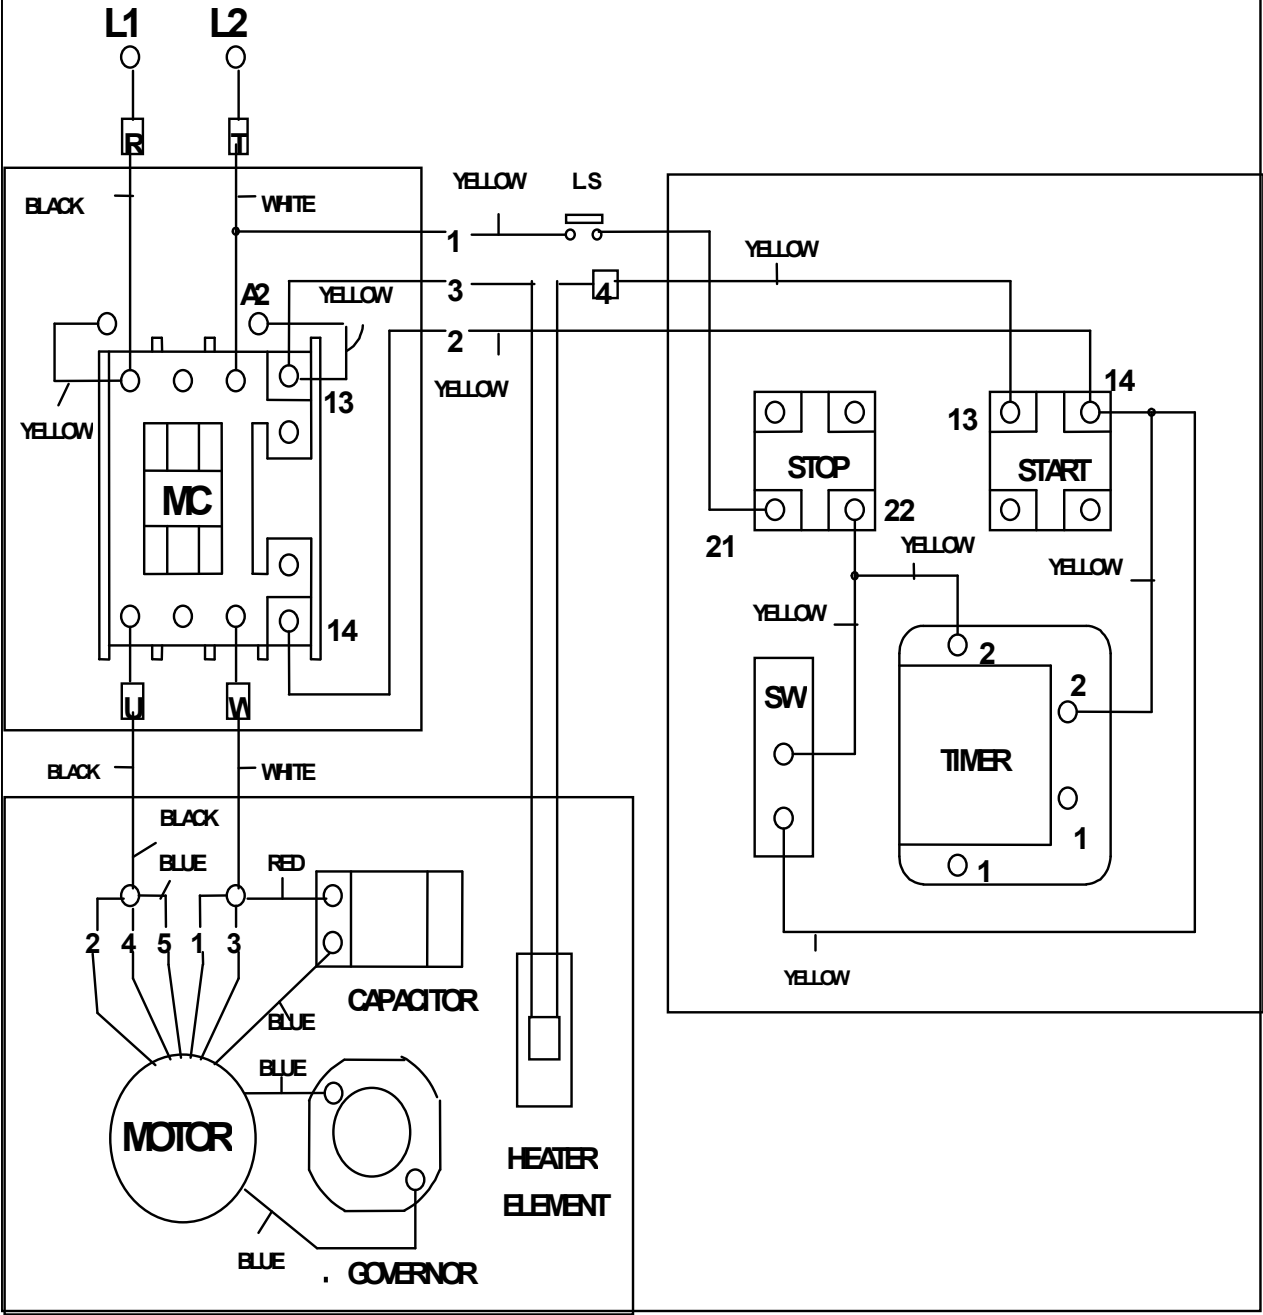 L1 L2
R T
YELLOW LS
BLACK WHITE
1
YELLOW
A2 YELLOW 3 4
2
YELLOW
14
13 13
YELLOW
STOP START
MC
22
21
YELLOW
YELLOW
YELLOW
14
2
2
SW
U W
TIMER
BLACK WHITE
BLACK
1
BLUE RED
1
2 4 5 1 3
YELLOW
CAPACITOR
BLUE
BLUE
MOTOR
HEATER
ELEMENT
BLUE
. GOVERNOR